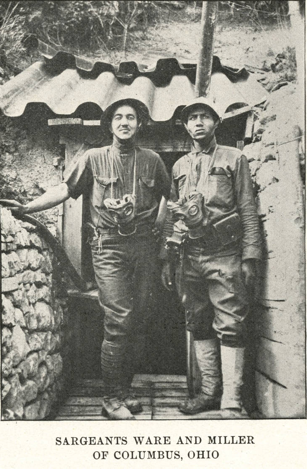 SARGEANTS WARE AND MILLER
OF COLUMBUS, OHIO